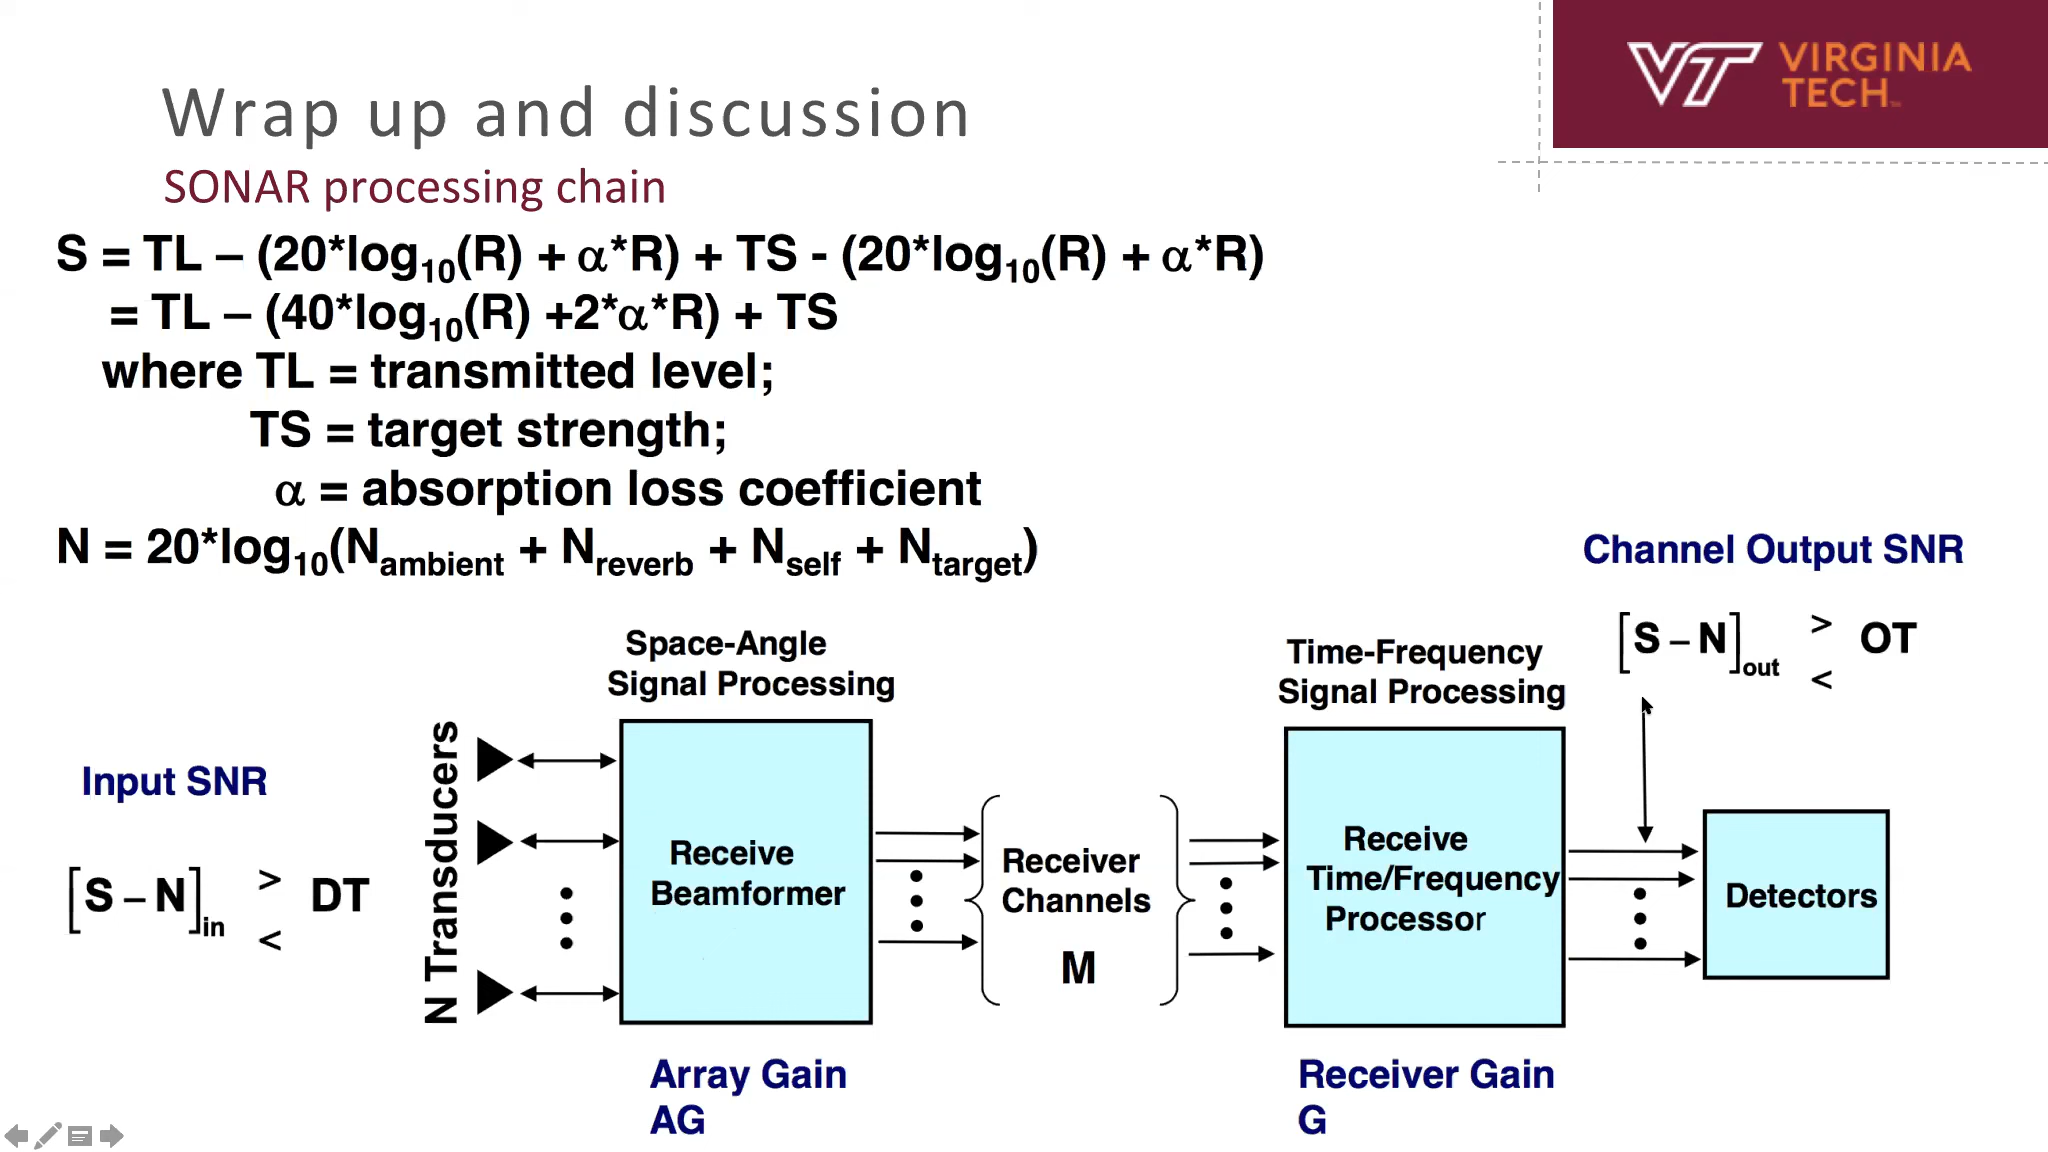 VIRGINIA
TECH
Wrap up and discussion
SONAR processing chain
S = TL – (20*log10(R) + α*R) + TS - (20*log10(R) + α*R)
= TL – (40*log10(R) +2*α*R) + TS
where TL = transmitted level;
TS = target strength;
α = absorption loss coefficient
N = 20*log10(Nambient + Nreverb + Nself + Ntarget)
Channel Output SNR
[S – N]out > < OT
Space-Angle
Signal Processing
Time-Frequency
Signal Processing
Input SNR
[S – N]in > < DT
N Transducers
Receive
Beamformer
Receiver
Channels
M
Receive
Time/Frequency
Processor
Detectors
Array Gain
AG
Receiver Gain
G